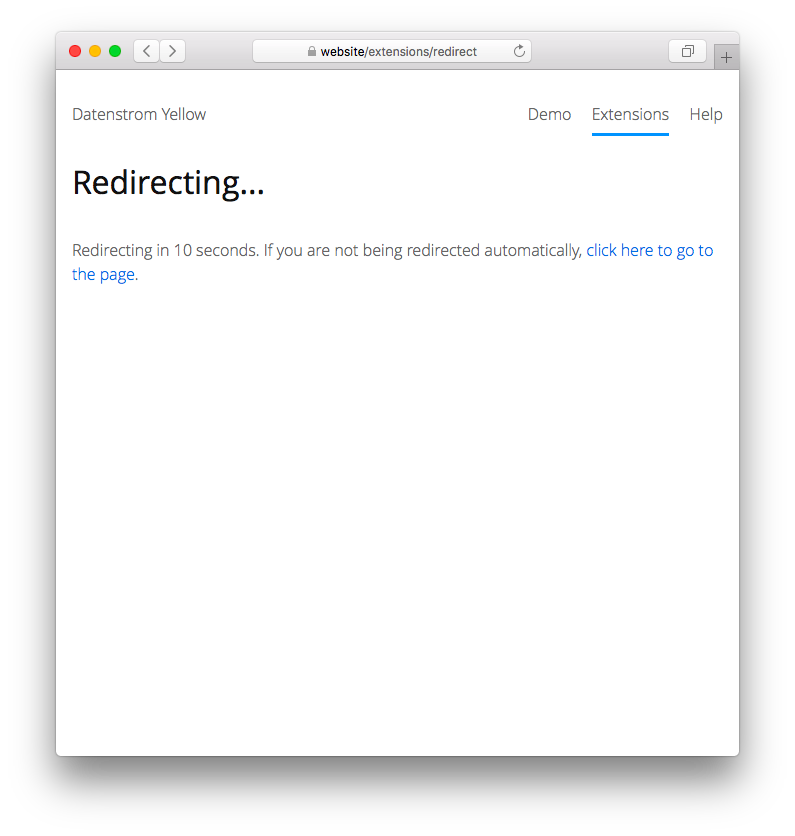 website/extensions/redirect
Datenstrom Yellow
Demo Extensions Help
Redirecting...
Redirecting in 10 seconds. If you are not being redirected automatically, click here to go to
the page.